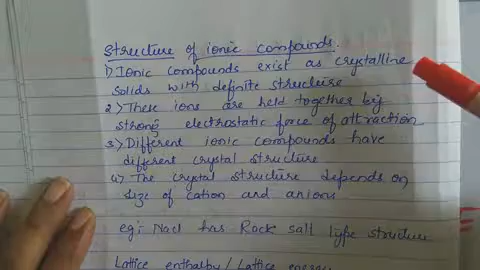 Structure of ionic compounds.
1) Ionic compounds exist as crystalline
solids with definite structure
2) These ions are held together by
strong electrostatic force of attraction
3) Different ionic compounds have
different crystal structure
4) The crystal structure depends on
size of cation and anions
eg; Nacl has Rock salt type structure
Lattice enthalpy / Lattice energy